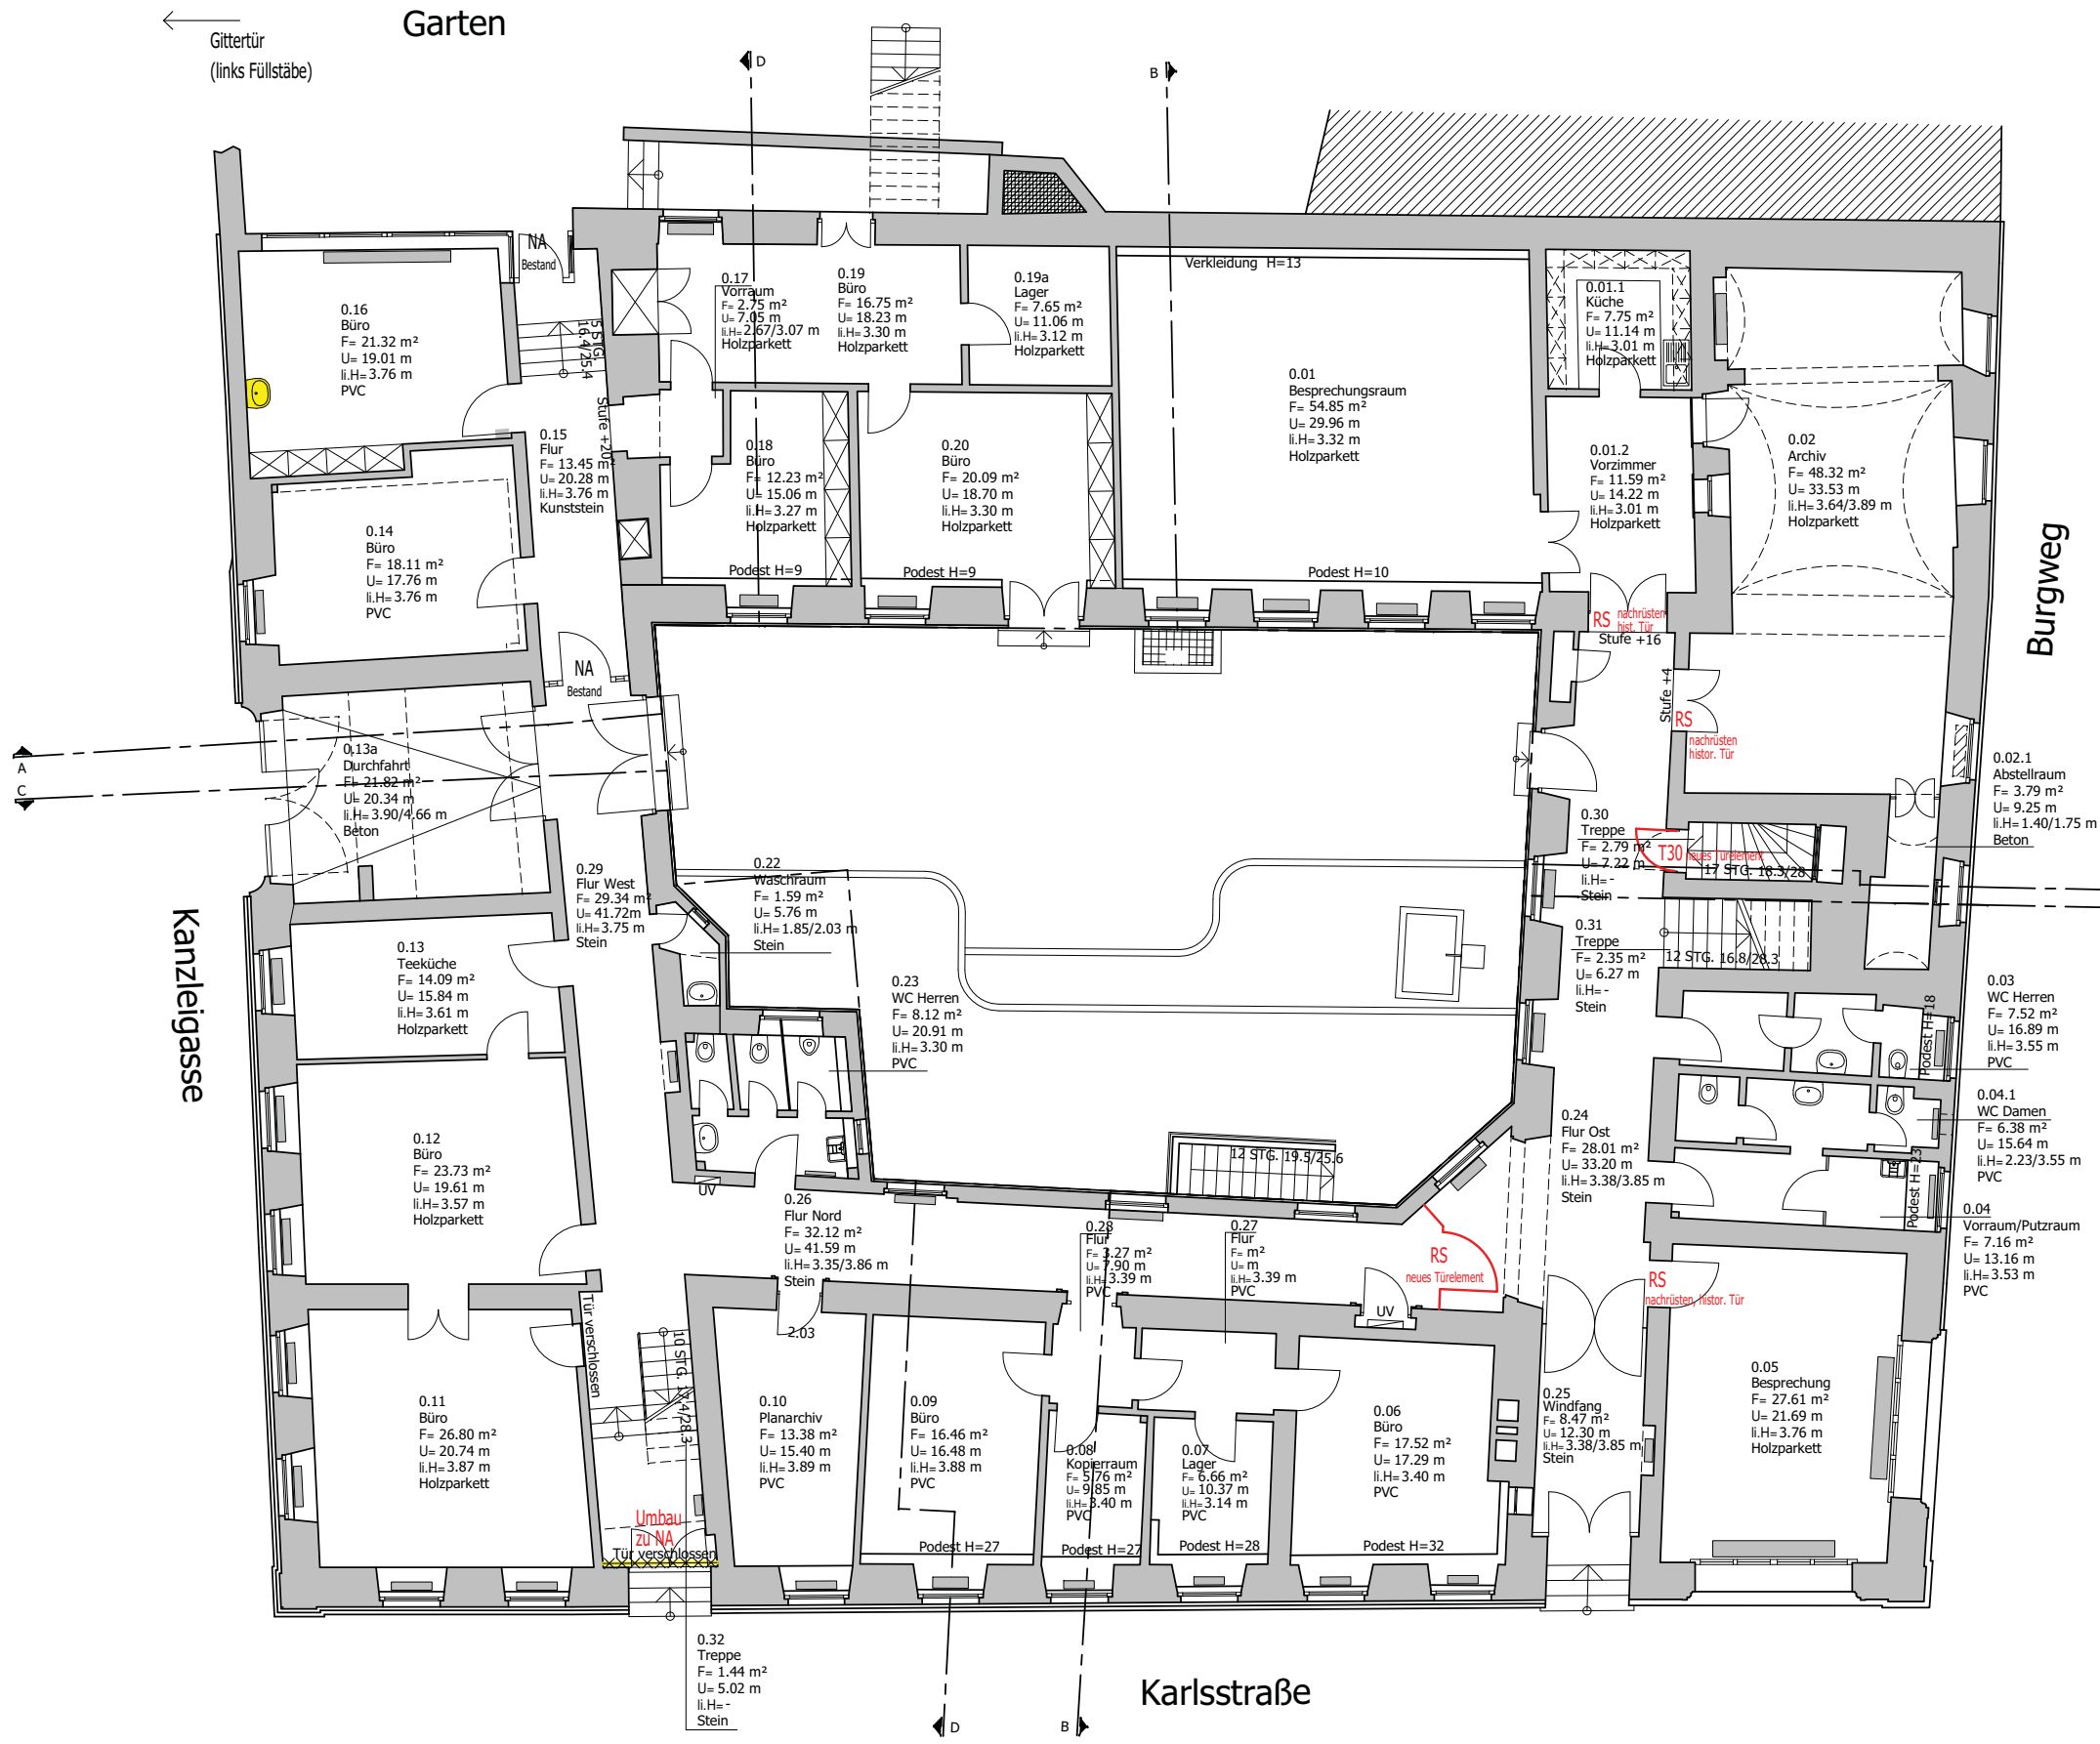 Garten
Gittertür
(links Füllstäbe)
D
B
NA
Bestand
0.16
Büro
F= 21.32 m²
U= 19.01 m
li.H= 3.76 m
PVC
5 STG.
16.4/25.4
Stufe +20
0.17
Vorraum
F= 2.75 m²
U= 7.05 m
li.H= 2.67/3.07 m
Holzparkett
0.19
Büro
F= 16.75 m²
U= 18.23 m
li.H= 3.30 m
Holzparkett
0.19a
Lager
F= 7.65 m²
U= 11.06 m
li.H= 3.12 m
Holzparkett
Verkleidung H=13
0.01
Besprechungsraum
F= 54.85 m²
U= 29.96 m
li.H= 3.32 m
Holzparkett
Podest H=10
0.01.1
Küche
F= 7.75 m²
U= 11.14 m
li.H= 3.01 m
Holzparkett
0.01.2
Vorzimmer
F= 11.59 m²
U= 14.22 m
li.H= 3.01 m
Holzparkett
0.02
Archiv
F= 48.32 m²
U= 33.53 m
li.H= 3.64/3.89 m
Holzparkett
Burgweg
0.15
Flur
F= 13.45 m²
U= 20.28 m
li.H= 3.76 m
Kunststein
0.18
Büro
F= 12.23 m²
U= 15.06 m
li.H= 3.27 m
Holzparkett
Podest H=9
0.20
Büro
F= 20.09 m²
U= 18.70 m
li.H= 3.30 m
Holzparkett
Podest H=9
0.14
Büro
F= 18.11 m²
U= 17.76 m
li.H= 3.76 m
PVC
NA
Bestand
RS nachrüsten
hist. Tür
Stufe +16
Stufe +4
RS
nachrüsten
histor. Tür
A
C
0.13a
Durchfahrt
F= 21.82 m²
U= 20.34 m
li.H= 3.90/4.66 m
Beton
0.02.1
Abstellraum
F= 3.79 m²
U= 9.25 m
li.H= 1.40/1.75 m
Beton
0.30
Treppe
F= 2.79 m²
U= 7.22 m
li.H= -
Stein
T30 neues Türelement
17 STG. 18.3/28
0.29
Flur West
F= 29.34 m²
U= 41.72m
li.H= 3.75 m
Stein
0.22
Waschraum
F= 1.59 m²
U= 5.76 m
li.H= 1.85/2.03 m
Stein
0.31
Treppe
F= 2.35 m²
U= 6.27 m
li.H= -
Stein
12 STG. 16.8/28.3
Kanzleigasse
0.13
Teeküche
F= 14.09 m²
U= 15.84 m
li.H= 3.61 m
Holzparkett
0.23
WC Herren
F= 8.12 m²
U= 20.91 m
li.H= 3.30 m
PVC
0.03
WC Herren
F= 7.52 m²
U= 16.89 m
li.H= 3.55 m
PVC
Podest H=18
0.04.1
WC Damen
F= 6.38 m²
U= 15.64 m
li.H= 2.23/3.55 m
PVC
Podest H=23
0.04
Vorraum/Putzraum
F= 7.16 m²
U= 13.16 m
li.H= 3.53 m
PVC
0.24
Flur Ost
F= 28.01 m²
U= 33.20 m
li.H= 3.38/3.85 m
Stein
0.12
Büro
F= 23.73 m²
U= 19.61 m
li.H= 3.57 m
Holzparkett
12 STG. 19.5/25.6
UV
0.26
Flur Nord
F= 32.12 m²
U= 41.59 m
li.H= 3.35/3.86 m
Stein
0.28
Flur
F= 3.27 m²
U= 7.90 m
li.H= 3.39 m
PVC
0.27
Flur
F= m²
U= m
li.H= 3.39 m
PVC
RS
neues Türelement
RS
nachrüsten, histor. Tür
UV
Tür verschlossen
2.03
10 STG. 17.4/28.3
0.11
Büro
F= 26.80 m²
U= 20.74 m
li.H= 3.87 m
Holzparkett
0.10
Planarchiv
F= 13.38 m²
U= 15.40 m
li.H= 3.89 m
PVC
0.09
Büro
F= 16.46 m²
U= 16.48 m
li.H= 3.88 m
PVC
Podest H=27
0.08
Kopierraum
F= 5.76 m²
U= 9.85 m
li.H= 3.40 m
PVC
Podest H=27
0.07
Lager
F= 6.66 m²
U= 10.37 m
li.H= 3.14 m
PVC
Podest H=28
0.06
Büro
F= 17.52 m²
U= 17.29 m
li.H= 3.40 m
PVC
Podest H=32
0.25
Windfang
F= 8.47 m²
U= 12.30 m
li.H= 3.38/3.85 m
Stein
0.05
Besprechung
F= 27.61 m²
U= 21.69 m
li.H= 3.76 m
Holzparkett
Umbau
zu NA
Tür verschlossen
0.32
Treppe
F= 1.44 m²
U= 5.02 m
li.H= -
Stein
Karlsstraße
D
B